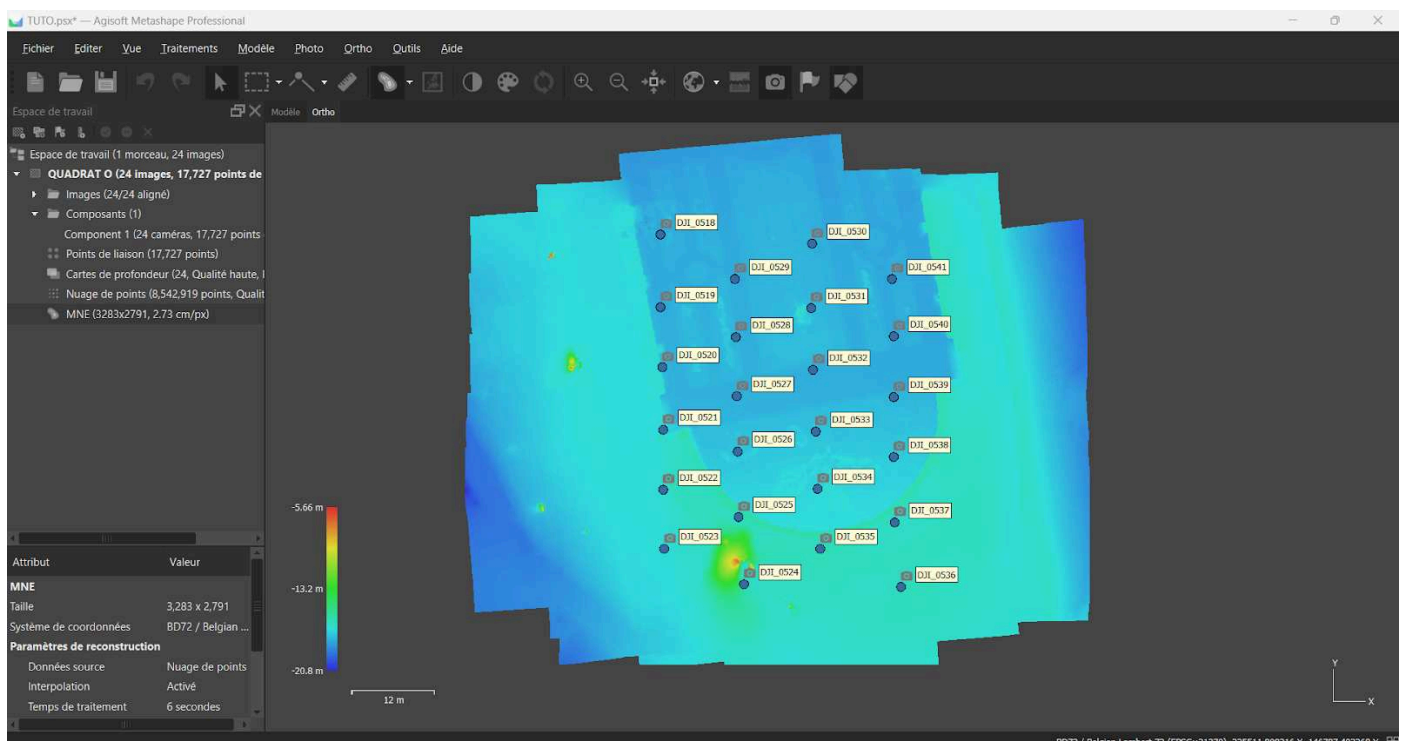 TUTO.psx* — Agisoft Metashape Professional
Fichier Editer Vue Traitements Modèle Photo Ortho Outils Aide
Espace de travail
Modèle Ortho
Espace de travail (1 morceau, 24 images)
QUADRAT O (24 images, 17,727 points de
Images (24/24 aligné)
Composants (1)
Component 1 (24 caméras, 17,727 points
Points de liaison (17,727 points)
Cartes de profondeur (24, Qualité haute,
Nuage de points (8,542,919 points, Qualit
MNE (3283x2791, 2.73 cm/px)
DJI_0518
DJI_0530
DJI_0529
DJI_0541
DJI_0519
DJI_0531
DJI_0528
DJI_0540
DJI_0520
DJI_0532
DJI_0527
DJI_0539
DJI_0521
DJI_0533
DJI_0526
DJI_0538
DJI_0522
DJI_0534
DJI_0525
DJI_0537
DJI_0523
DJI_0535
DJI_0524
DJI_0536
-5.66 m
-13.2 m
-20.8 m
12 m
Y
X
Attribut Valeur
MNE
Taille 3,283 x 2,791
Système de coordonnées BD72 / Belgian ...
Paramètres de reconstruction
Données source Nuage de points
Interpolation Activé
Temps de traitement 6 secondes